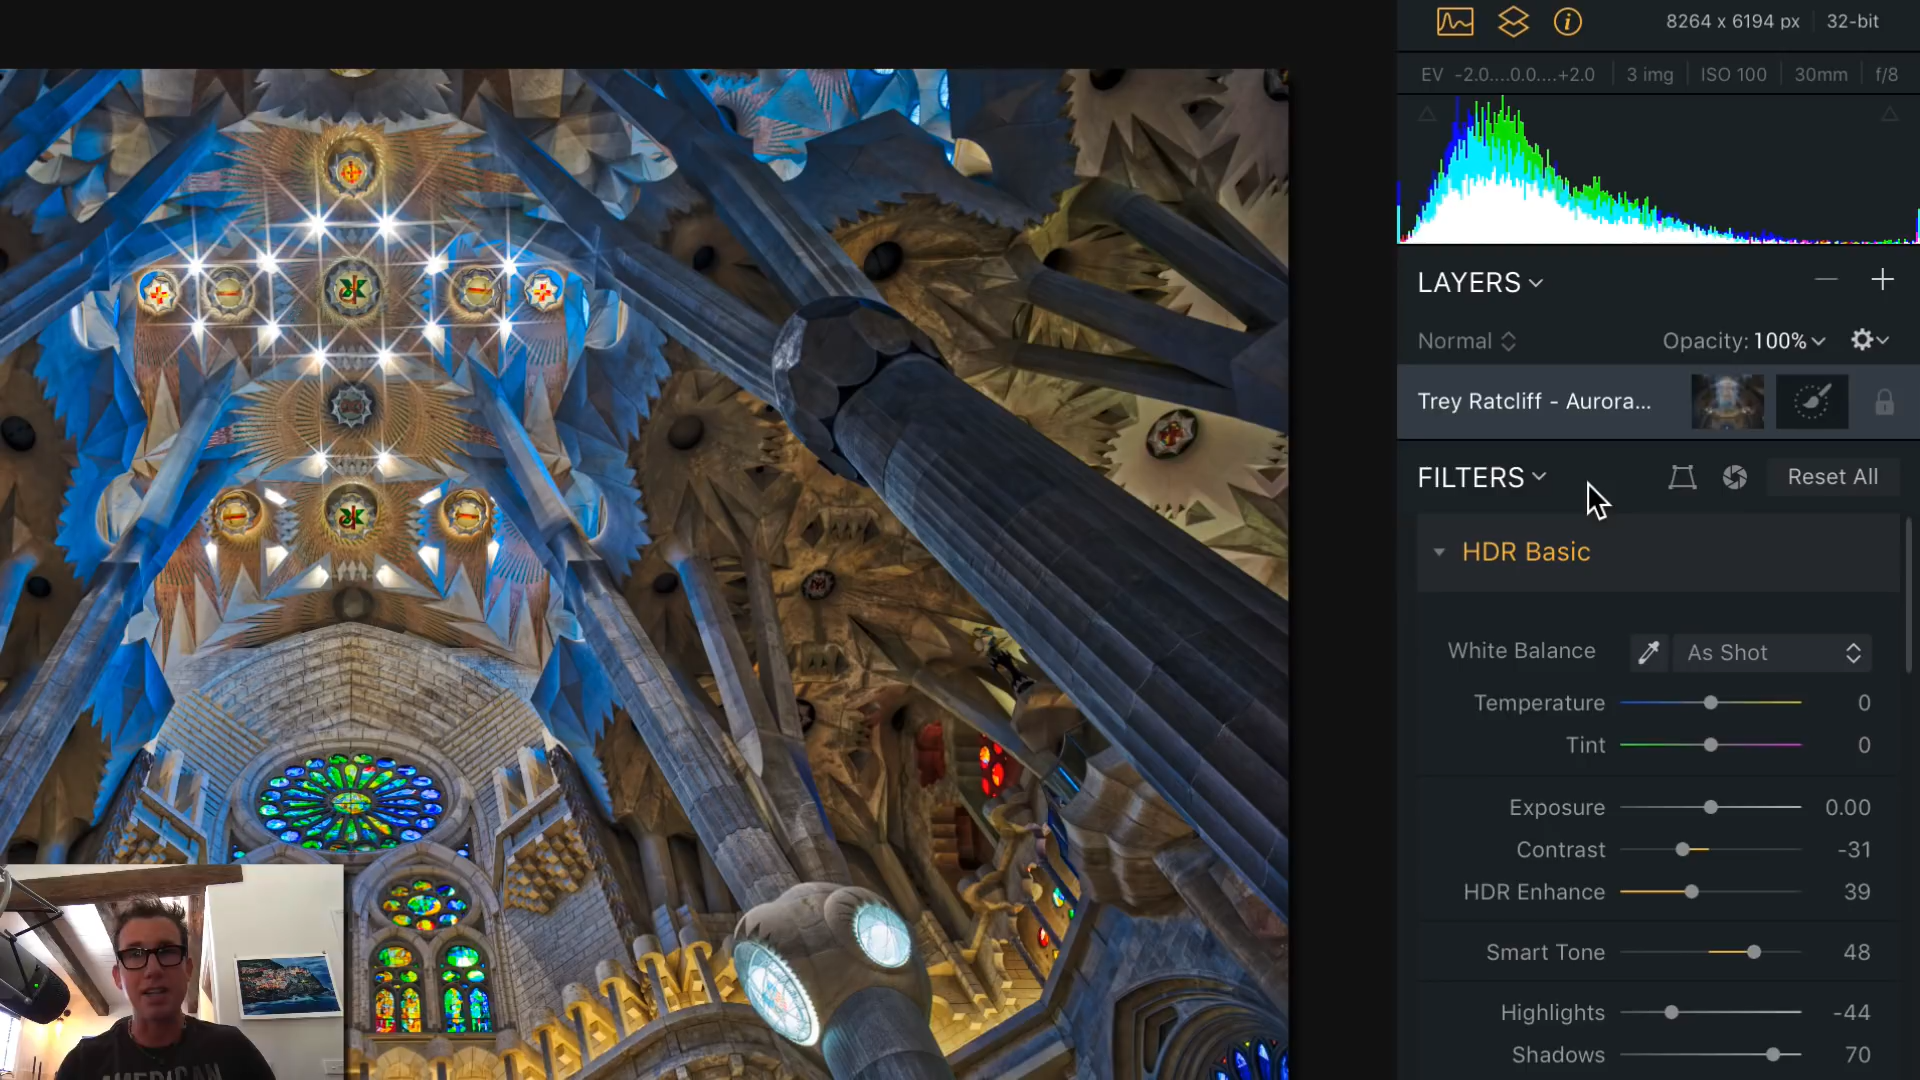 8264 x 6194 px 32-bit
EV -2.0....0.0....+2.0 3 img ISO 100 30mm f/8
LAYERS
Normal Opacity: 100%
Trey Ratcliff - Aurora...
FILTERS Reset All
HDR Basic
White Balance As Shot
Temperature 0
Tint 0
Exposure 0.00
Contrast -31
HDR Enhance 39
Smart Tone 48
Highlights -44
Shadows 70
AMERICAN